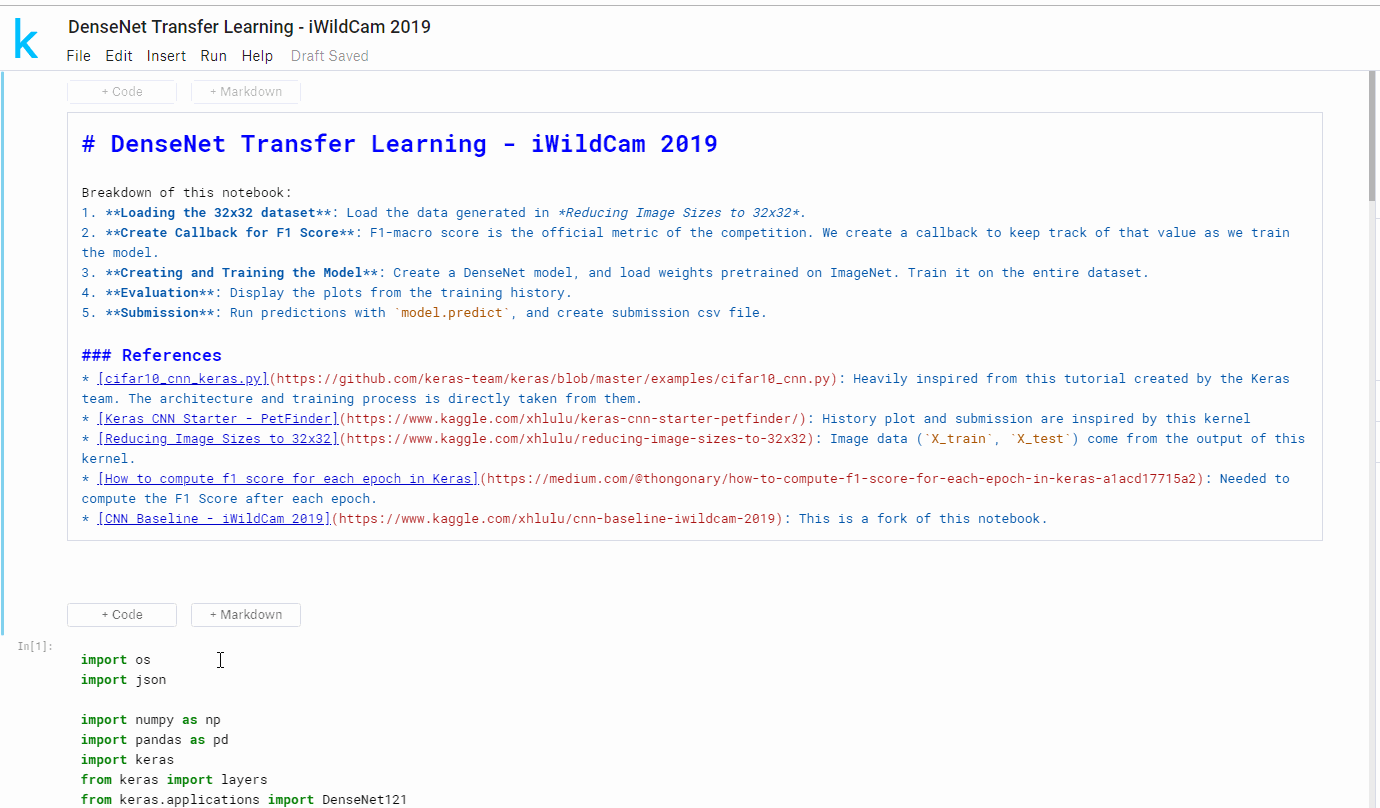 k
DenseNet Transfer Learning - iWildCam 2019
File Edit Insert Run Help Draft Saved
+ Code + Markdown
# DenseNet Transfer Learning - iWildCam 2019
Breakdown of this notebook:
1. **Loading the 32x32 dataset**: Load the data generated in *Reducing Image Sizes to 32x32*.
2. **Create Callback for F1 Score**: F1-macro score is the official metric of the competition. We create a callback to keep track of that value as we train
the model.
3. **Creating and Training the Model**: Create a DenseNet model, and load weights pretrained on ImageNet. Train it on the entire dataset.
4. **Evaluation**: Display the plots from the training history.
5. **Submission**: Run predictions with `model.predict`, and create submission csv file.
### References
* [cifar10_cnn_keras.py](https://github.com/keras-team/keras/blob/master/examples/cifar10_cnn.py): Heavily inspired from this tutorial created by the Keras
team. The architecture and training process is directly taken from them.
* [Keras CNN Starter - PetFinder](https://www.kaggle.com/xhlulu/keras-cnn-starter-petfinder/): History plot and submission are inspired by this kernel
* [Reducing Image Sizes to 32x32](https://www.kaggle.com/xhlulu/reducing-image-sizes-to-32x32): Image data (`X_train`, `X_test`) come from the output of this
kernel.
* [How to compute f1 score for each epoch in Keras](https://medium.com/@thongonary/how-to-compute-f1-score-for-each-epoch-in-keras-a1acd17715a2): Needed to
compute the F1 Score after each epoch.
* [CNN Baseline - iWildCam 2019](https://www.kaggle.com/xhlulu/cnn-baseline-iwildcam-2019): This is a fork of this notebook.
+ Code + Markdown
In[1]:
import os
import json
import numpy as np
import pandas as pd
import keras
from keras import layers
from keras.applications import DenseNet121